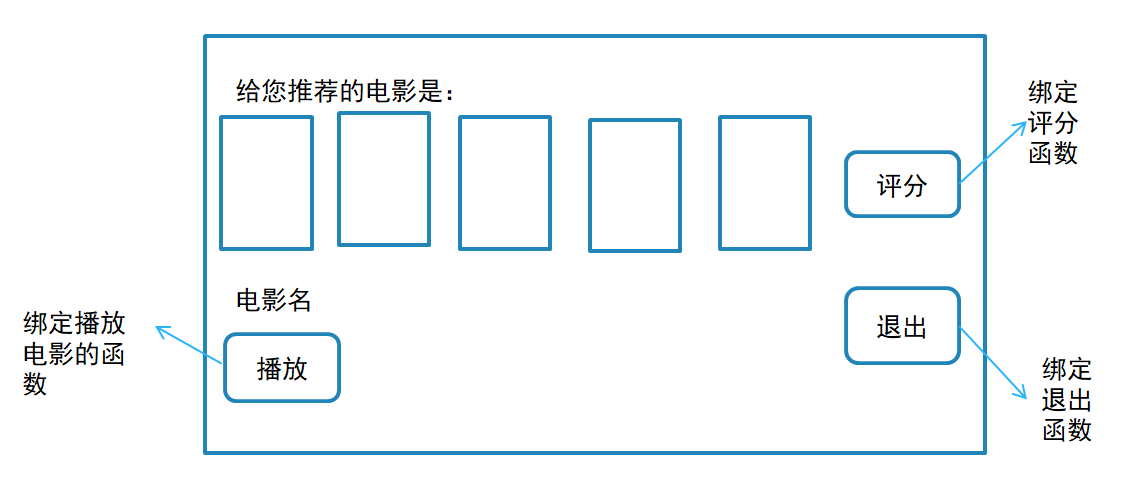 给您推荐的电影是：
绑定
评分
函数
评分
电影名
绑定播放
电影的函
数
播放
退出
绑定
退出
函数